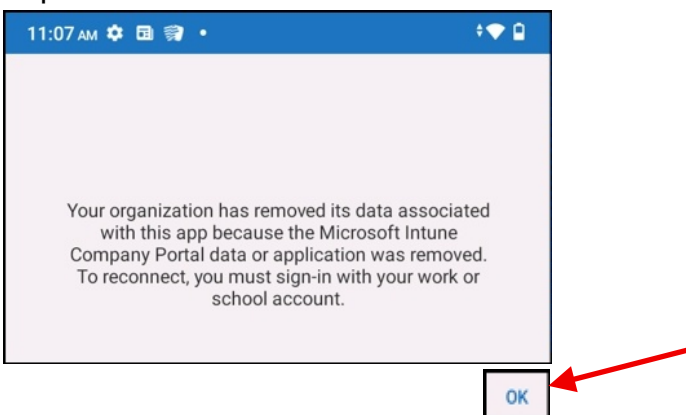 11:07 AM
Your organization has removed its data associated
with this app because the Microsoft Intune
Company Portal data or application was removed.
To reconnect, you must sign-in with your work or
school account.
OK